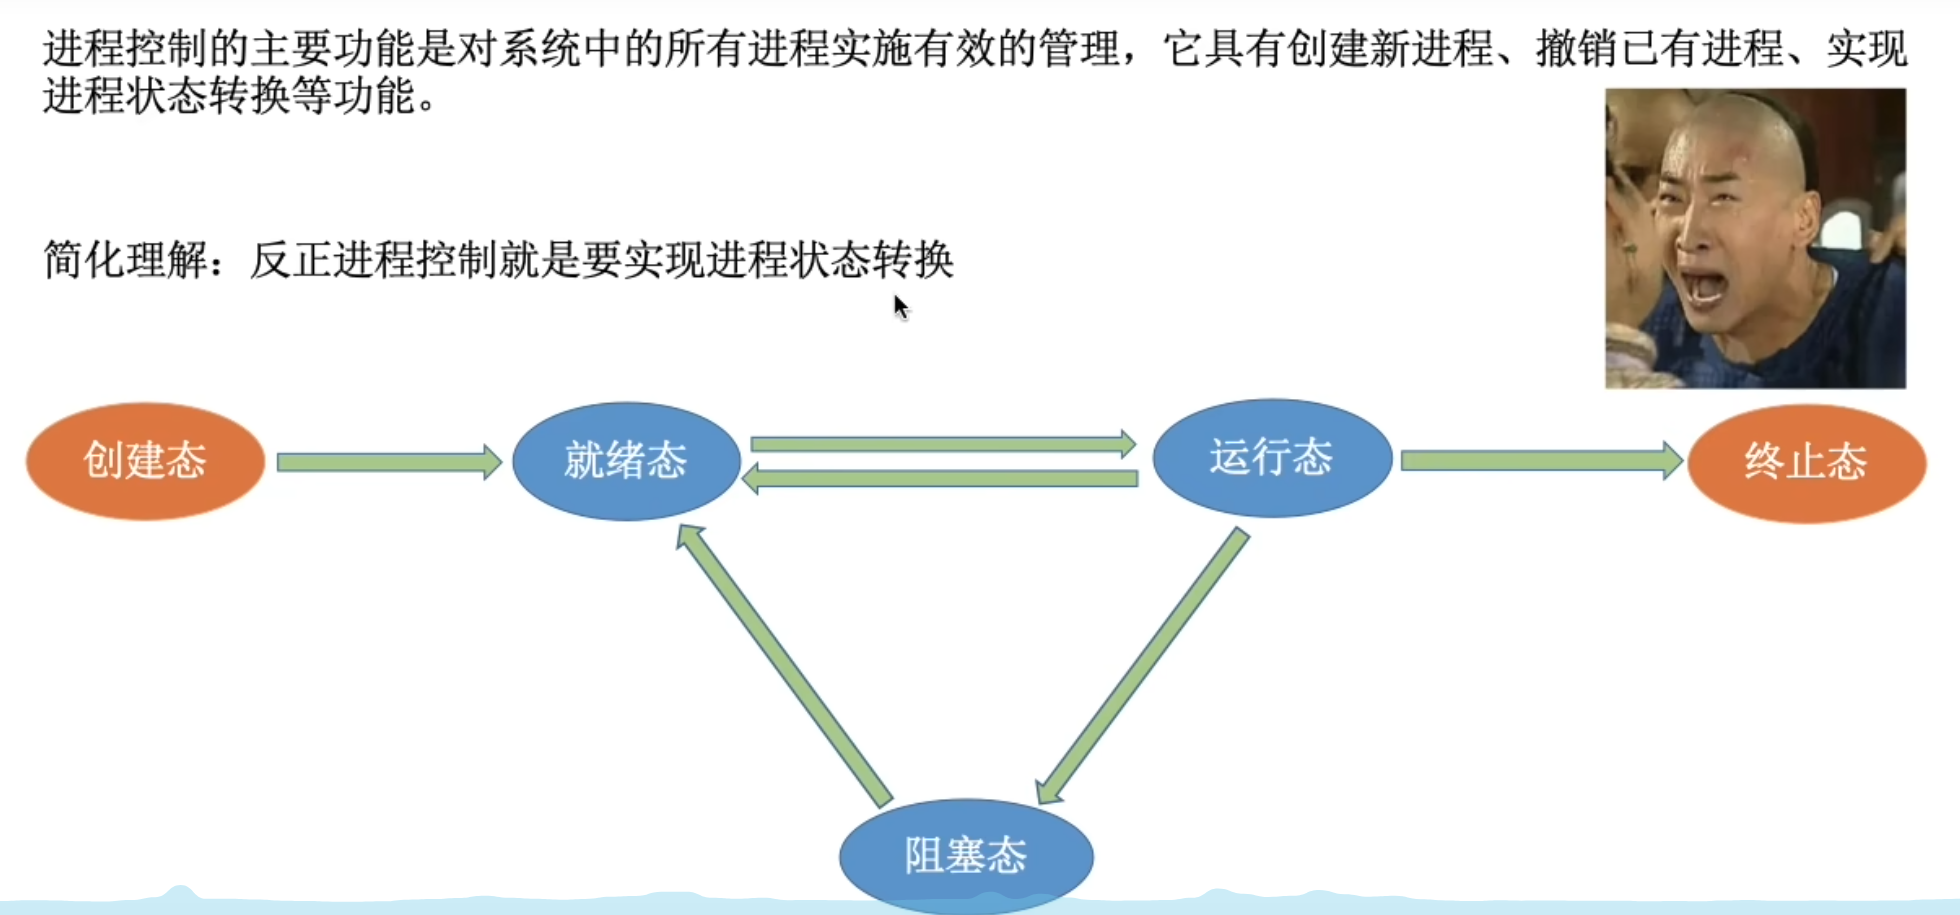 进程控制的主要功能是对系统中的所有进程实施有效的管理，它具有创建新进程、撤销已有进程、实现
进程状态转换等功能。
简化理解：反正进程控制就是要实现进程状态转换
创建态
就绪态
运行态
终止态
阻塞态